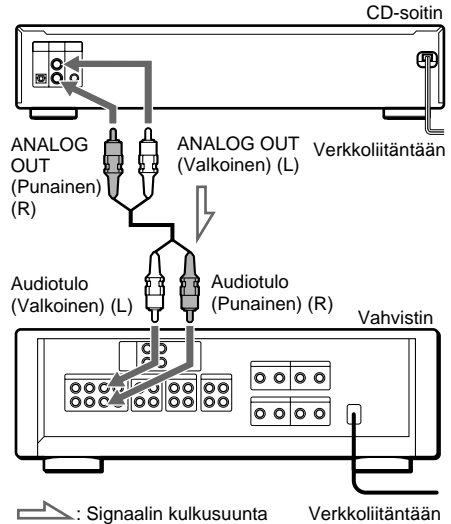 CD-soitin
ANALOG
OUT
(Punainen)
(R)
ANALOG OUT
(Valkoinen) (L)
Verkkoliitäntään
Audiotulo
(Valkoinen) (L)
Audiotulo
(Punainen) (R)
Vahvistin
: Signaalin kulkusuunta
Verkkoliitäntään